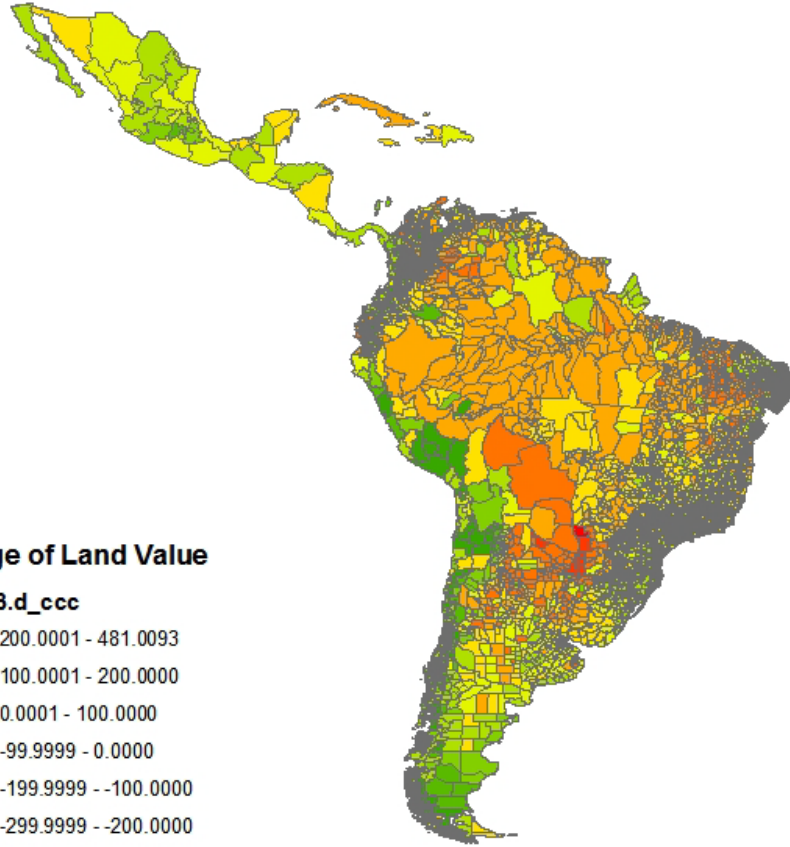 ge of Land Value
3.d_ccc
200.0001 - 481.0093
100.0001 - 200.0000
0.0001 - 100.0000
-99.9999 - 0.0000
-199.9999 - -100.0000
-299.9999 - -200.0000